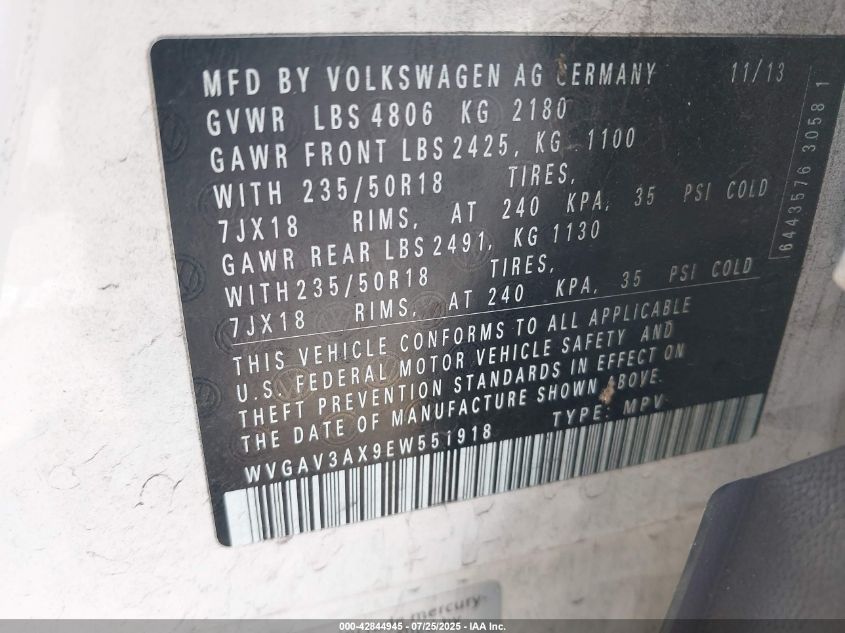 MFD BY VOLKSWAGEN AG GERMANY 11/13
GVWR LBS 4806 KG 2180
GAWR FRONT LBS 2425, KG 1100
WITH 235/50R18 TIRES,
7JX18 RIMS, AT 240 KPA, 35 PSI COLD
GAWR REAR LBS 2491, KG 1130
WITH 235/50R18 TIRES,
7JX18 RIMS, AT 240 KPA, 35 PSI COLD
THIS VEHICLE CONFORMS TO ALL APPLICABLE
U.S. FEDERAL MOTOR VEHICLE SAFETY AND
THEFT PREVENTION STANDARDS IN EFFECT ON
THE DATE OF MANUFACTURE SHOWN ABOVE.
WVGAV3AX9EW551918 TYPE: MPV
6443576 3058 1
mercury.
000-42844945 - 07/25/2025 - IAA Inc.